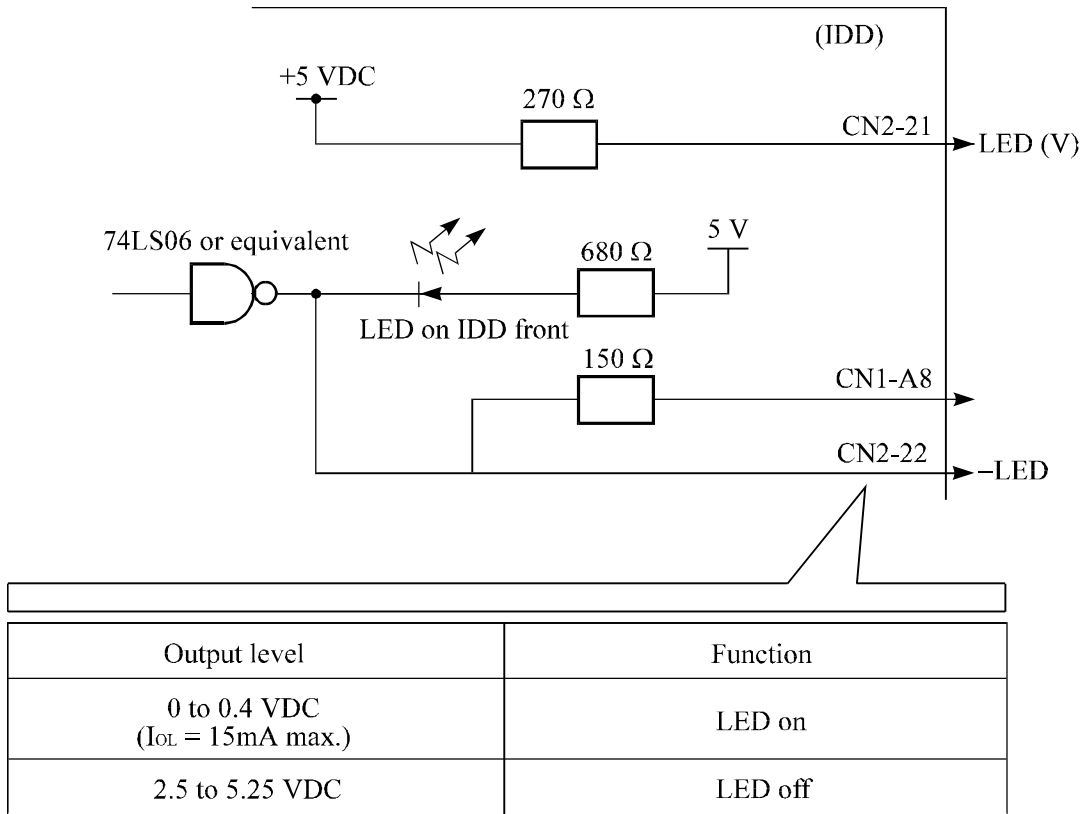 (IDD)
+5 VDC
270 Ω
CN2-21
LED (V)
74LS06 or equivalent
5 V
680 Ω
LED on IDD front
150 Ω
CN1-A8
CN2-22
–LED
Output level
Function
0 to 0.4 VDC
(IOL = 15mA max.)
LED on
2.5 to 5.25 VDC
LED off